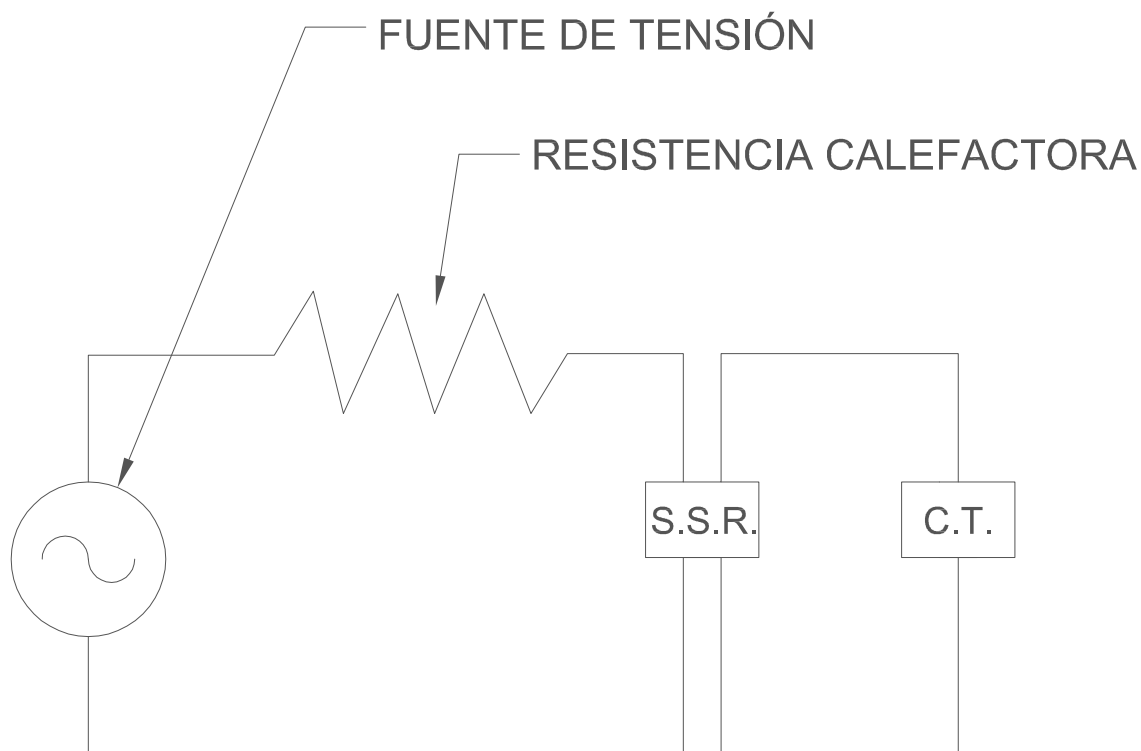 FUENTE DE TENSIÓN
RESISTENCIA CALEFACTORA
S.S.R.
C.T.